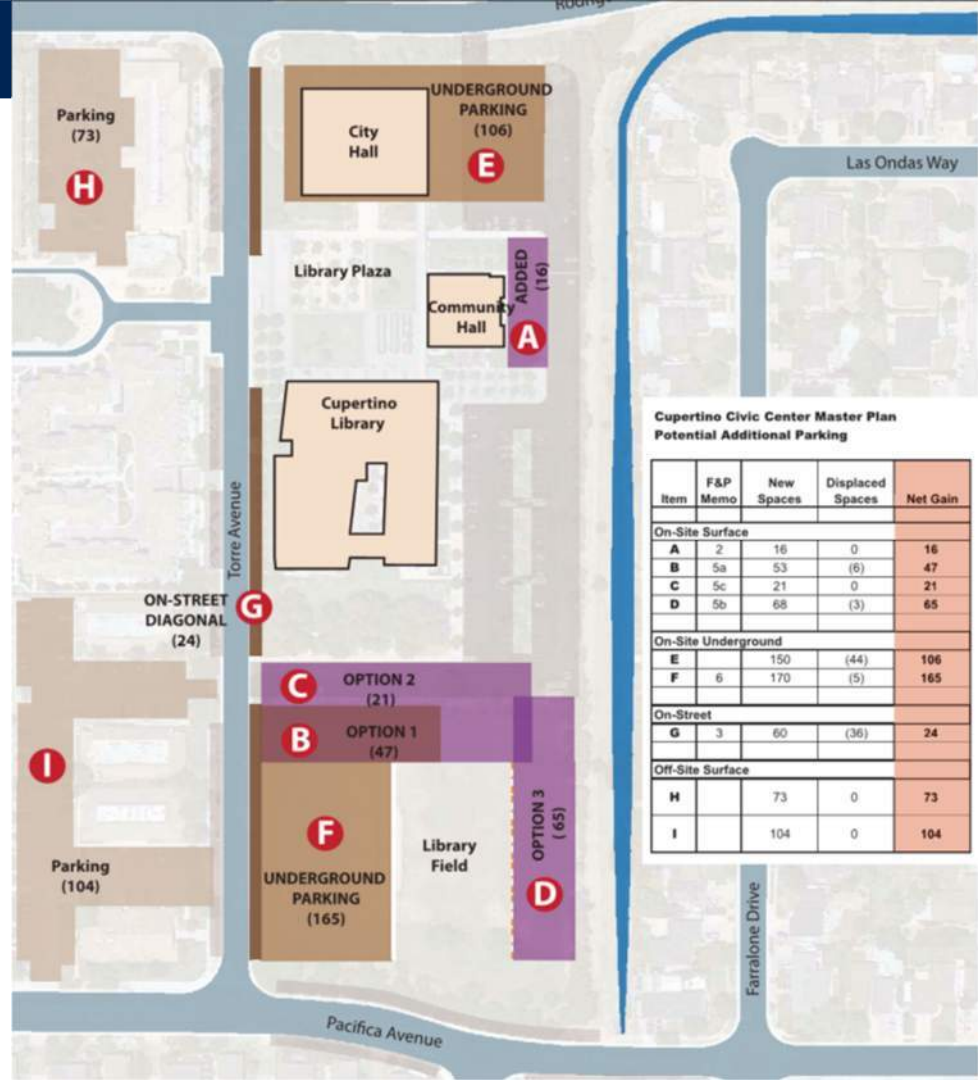 Parking
(73)
H
City
Hall
UNDERGROUND
PARKING
(106)
E
Las Ondas Way
Library Plaza
ADDED
(16)
Community
Hall
A
Cupertino
Library
Torre Avenue
ON-STREET
DIAGONAL
(24)
G
C
OPTION 2
(21)
B
OPTION 1
(47)
I
F
UNDERGROUND
PARKING
(165)
Library
Field
OPTION 3
(65)
D
Parking
(104)
Pacifica Avenue
Farralone Drive
Cupertino Civic Center Master Plan
Potential Additional Parking
Item F&P Memo New Spaces Displaced Spaces Net Gain
On-Site Surface
A 2 16 0 16
B 5a 53 (6) 47
C 5c 21 0 21
D 5b 68 (3) 65
On-Site Underground
E 150 (44) 106
F 6 170 (5) 165
On-Street
G 3 60 (36) 24
Off-Site Surface
H 73 0 73
I 104 0 104